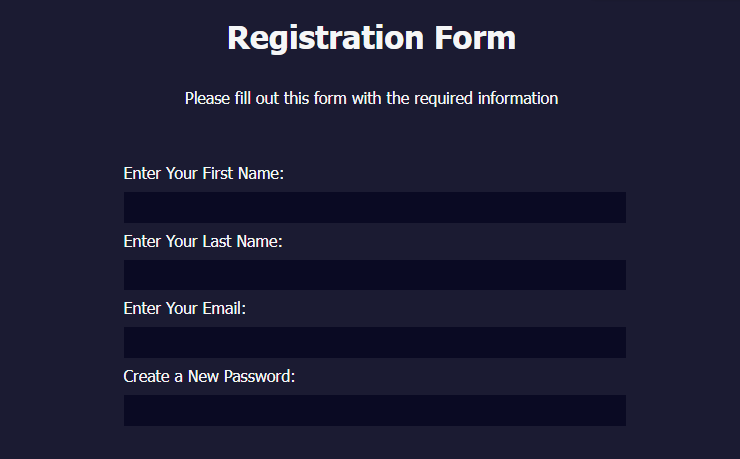 Registration Form
Please fill out this form with the required information
Enter Your First Name:
Enter Your Last Name:
Enter Your Email:
Create a New Password: